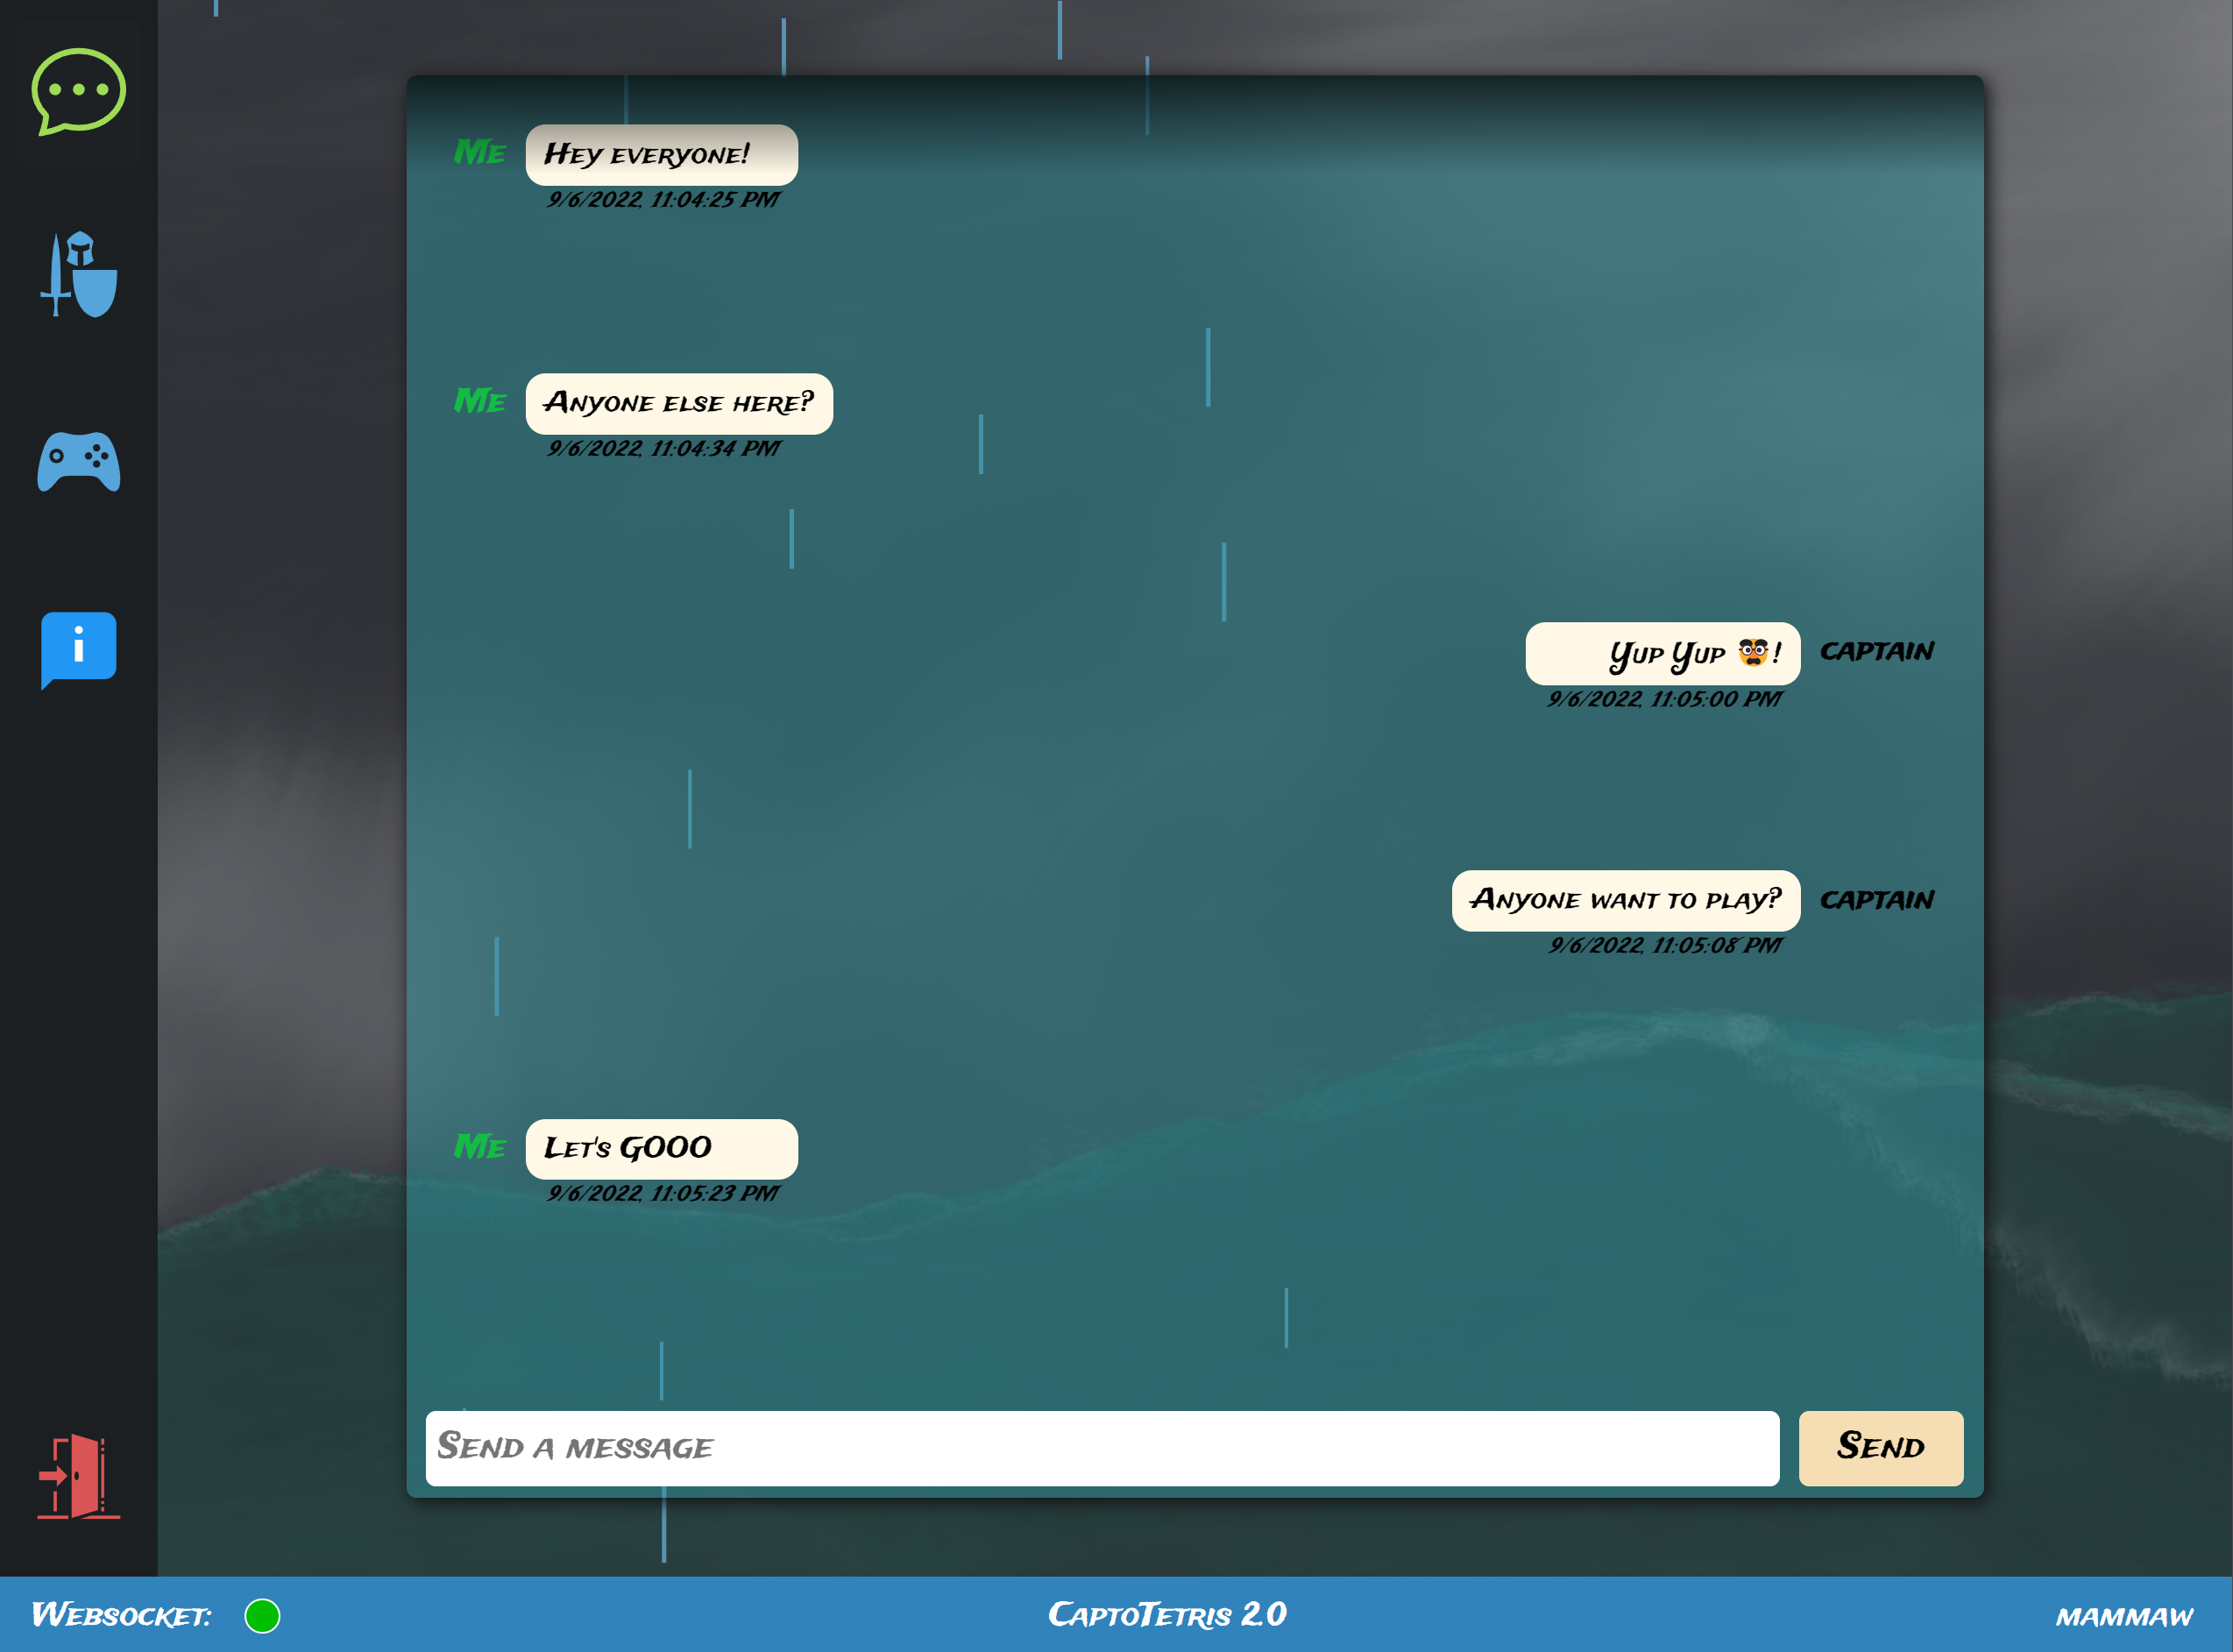 Me Hey everyone!
9/6/2022, 11:04:25 PM
Me Anyone else here?
9/6/2022, 11:04:34 PM
Yup Yup 🥸! captain
9/6/2022, 11:05:00 PM
Anyone want to play? captain
9/6/2022, 11:05:08 PM
Me Let's GOOO
9/6/2022, 11:05:23 PM
Send a message
Send
Websocket:
CaptoTetris 2.0
mammaw